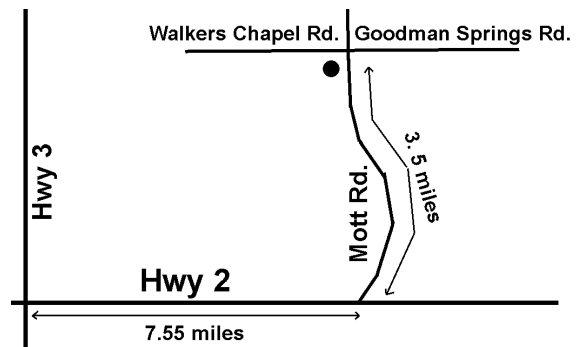 Walkers Chapel Rd.
Goodman Springs Rd.
Hwy 3
Mott Rd.
3. 5 miles
Hwy 2
7.55 miles